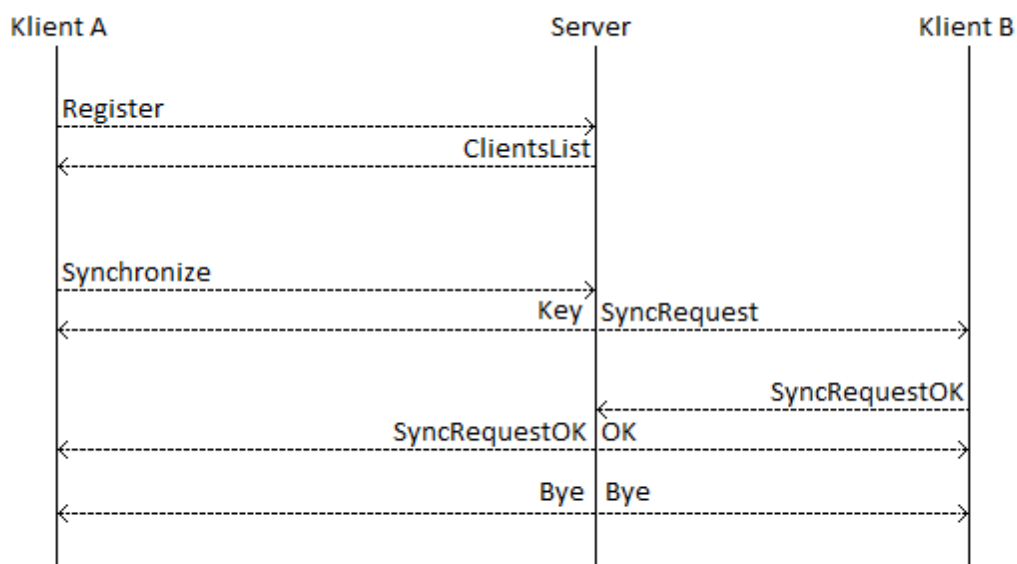 Klient A Server Klient B
Register
ClientsList
Synchronize
Key SyncRequest
SyncRequestOK
SyncRequestOK OK
Bye Bye